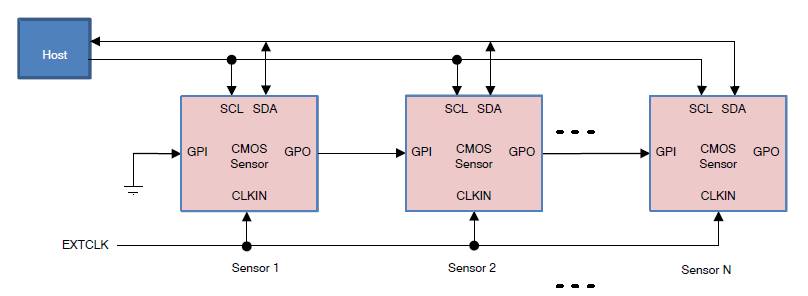 Host
SCL SDA
SCL SDA
SCL SDA
GPI
CMOS
Sensor
GPO
GPI
CMOS
Sensor
GPO
GPI
CMOS
Sensor
GPO
CLKIN
CLKIN
CLKIN
EXTCLK
Sensor 1
Sensor 2
Sensor N